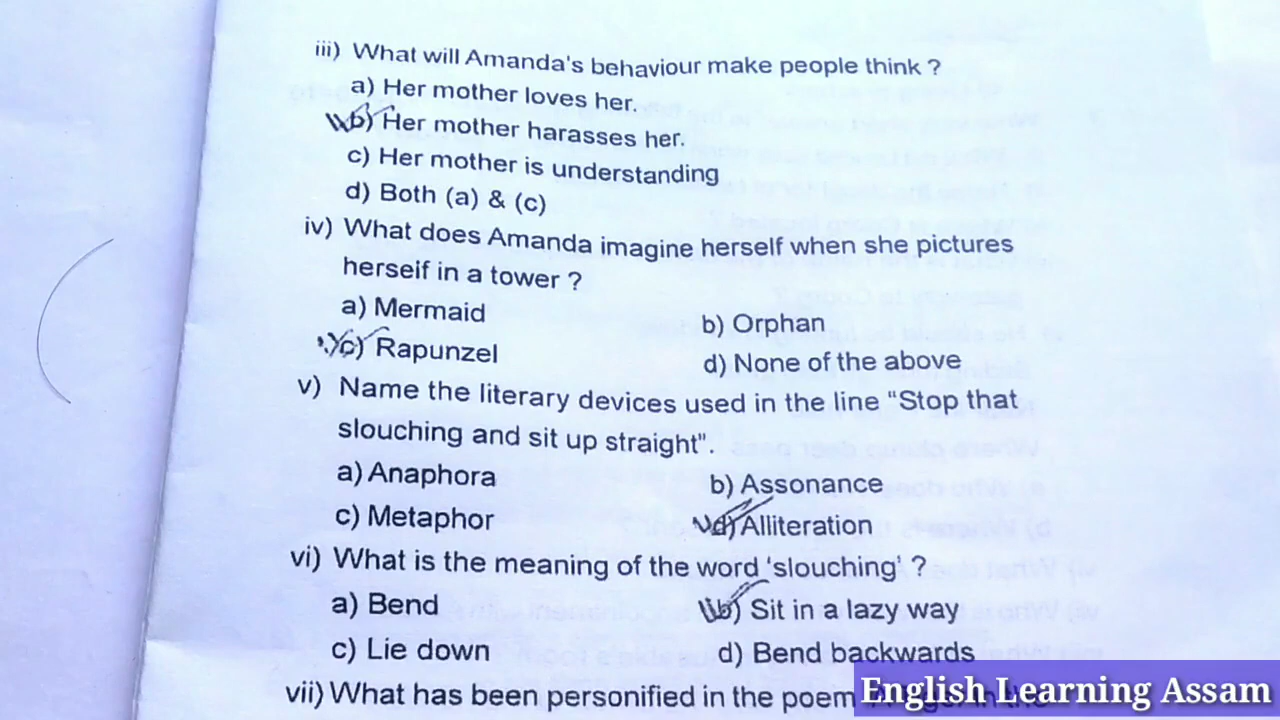 iii) What will Amanda's behaviour make people think ?
a) Her mother loves her.
b) Her mother harasses her.
c) Her mother is understanding
d) Both (a) & (c)
iv) What does Amanda imagine herself when she pictures
herself in a tower ?
a) Mermaid
b) Orphan
c) Rapunzel
d) None of the above
v) Name the literary devices used in the line "Stop that
slouching and sit up straight".
a) Anaphora
b) Assonance
c) Metaphor
d) Alliteration
vi) What is the meaning of the word 'slouching' ?
a) Bend
b) Sit in a lazy way
c) Lie down
d) Bend backwards
vii) What has been personified in the poem
English Learning Assam